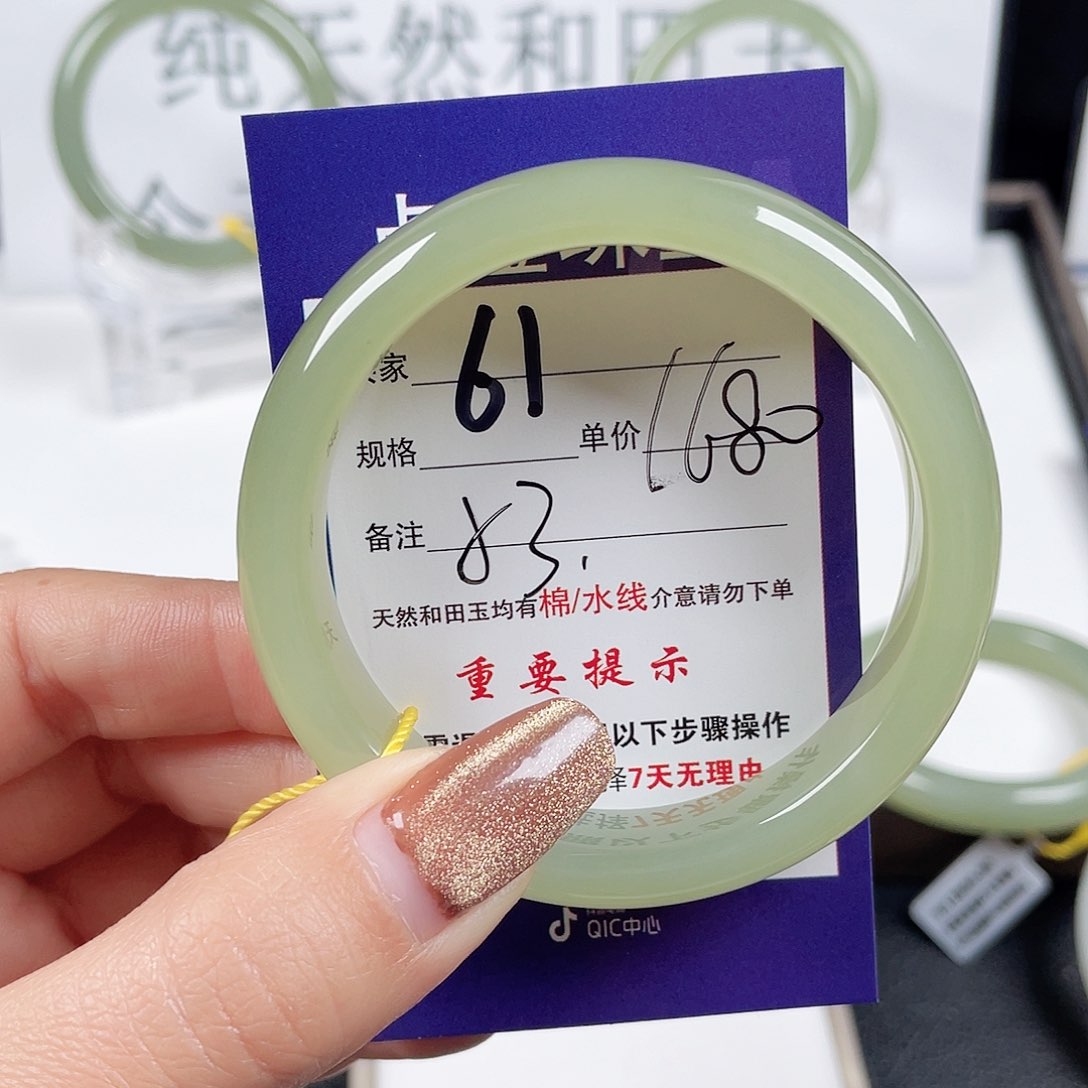 纯天然和田玉
61
家
规格
单价 1680
备注 83.
天然和田玉均有棉/水线介意请勿下单
重要提示
以下步骤操作
择7天无理由
QIC中心